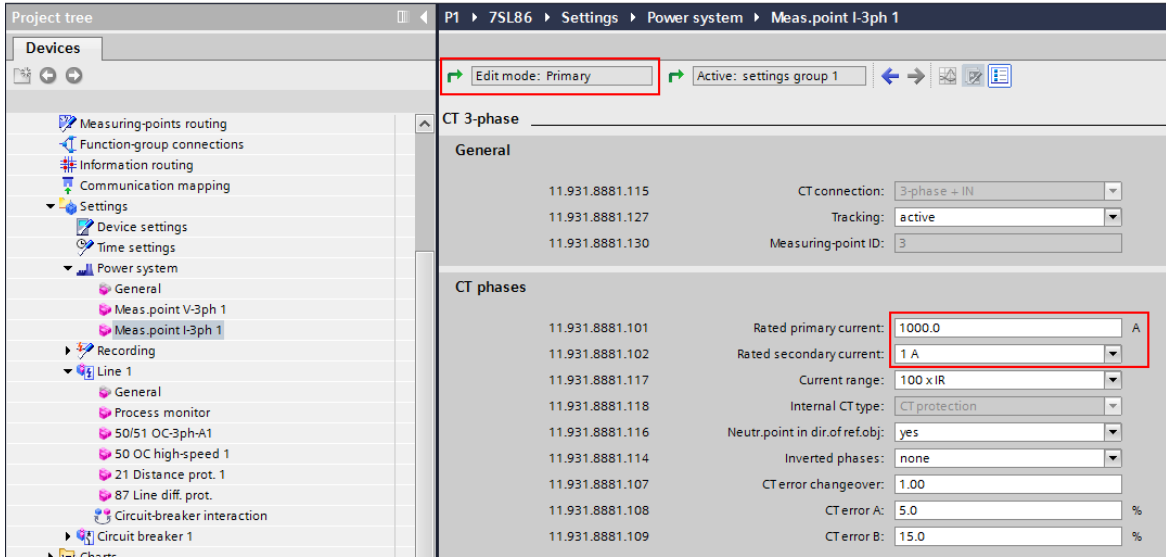 Project tree
Devices
Measuring-points routing
Function-group connections
Information routing
Communication mapping
Settings
Device settings
Time settings
Power system
General
Meas.point V-3ph 1
Meas.point I-3ph 1
Recording
Line 1
General
Process monitor
50/51 OC-3ph-A1
50 OC high-speed 1
21 Distance prot. 1
87 Line diff. prot.
Circuit-breaker interaction
Circuit breaker 1
Charts
P1 7SL86 Settings Power system Meas.point I-3ph 1
Edit mode: Primary Active: settings group 1
CT 3-phase
General
11.931.8881.115 CT connection: 3-phase + IN
11.931.8881.127 Tracking: active
11.931.8881.130 Measuring-point ID: 3
CT phases
11.931.8881.101 Rated primary current: 1000.0 A
11.931.8881.102 Rated secondary current: 1 A
11.931.8881.117 Current range: 100 x IR
11.931.8881.118 Internal CT type: CT protection
11.931.8881.116 Neutr.point in dir.of ref.obj: yes
11.931.8881.114 Inverted phases: none
11.931.8881.107 CT error changeover: 1.00
11.931.8881.108 CT error A: 5.0 %
11.931.8881.109 CT error B: 15.0 %